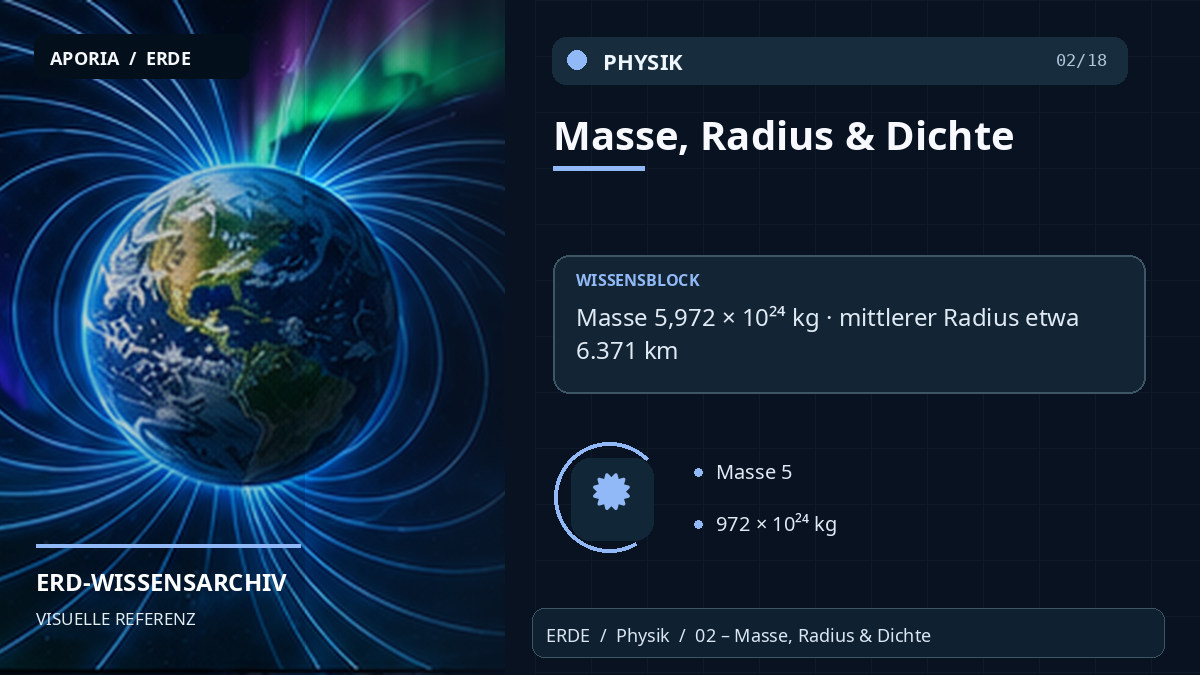 APORIA / ERDE
PHYSIK
02/18
Masse, Radius & Dichte
WISSENSBLOCK
Masse 5,972 × 10²⁴ kg · mittlerer Radius etwa
6.371 km
Masse 5
972 × 10²⁴ kg
ERD-WISSENSARCHIV
VISUELLE REFERENZ
ERDE / Physik / 02 – Masse, Radius & Dichte